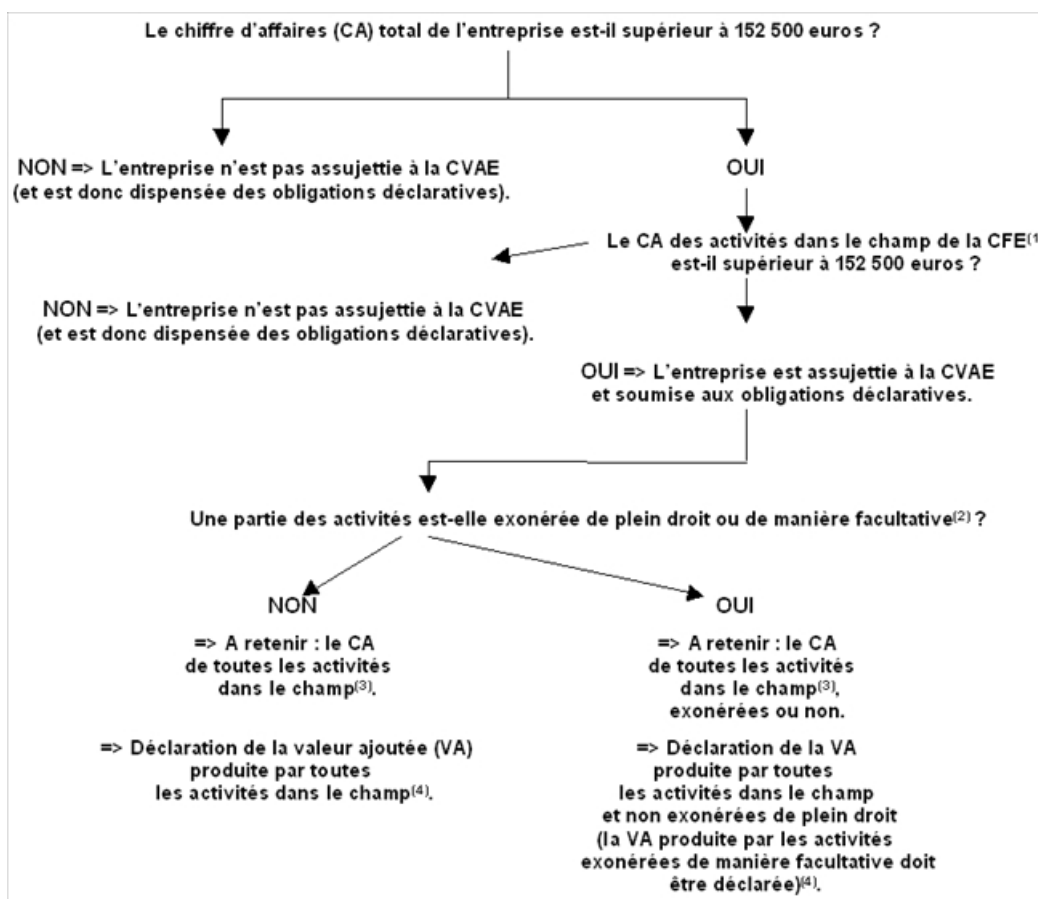 Le chiffre d'affaires (CA) total de l'entreprise est-il supérieur à 152 500 euros ?
NON => L'entreprise n'est pas assujettie à la CVAE
(et est donc dispensée des obligations déclaratives).
OUI
Le CA des activités dans le champ de la CFE(1
est-il supérieur à 152 500 euros ?
NON => L'entreprise n'est pas assujettie à la CVAE
(et est donc dispensée des obligations déclaratives).
OUI => L'entreprise est assujettie à la CVAE
et soumise aux obligations déclaratives.
Une partie des activités est-elle exonérée de plein droit ou de manière facultative(2) ?
NON
=> A retenir : le CA
de toutes les activités
dans le champ(3).
=> Déclaration de la valeur ajoutée (VA)
produite par toutes
les activités dans le champ(4).
OUI
=> A retenir : le CA
de toutes les activités
dans le champ(3),
exonérées ou non.
=> Déclaration de la VA
produite par toutes
les activités dans le champ
et non exonérées de plein droit
(la VA produite par les activités
exonérées de manière facultative doit
être déclarée)(4).